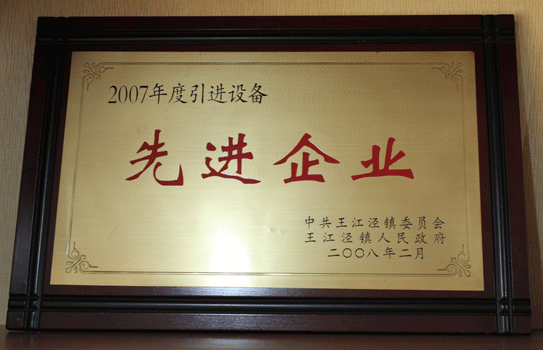 2007年度引进设备
先进企业
中共王江泾镇委员会
王江泾镇人民政府
二〇〇八年二月